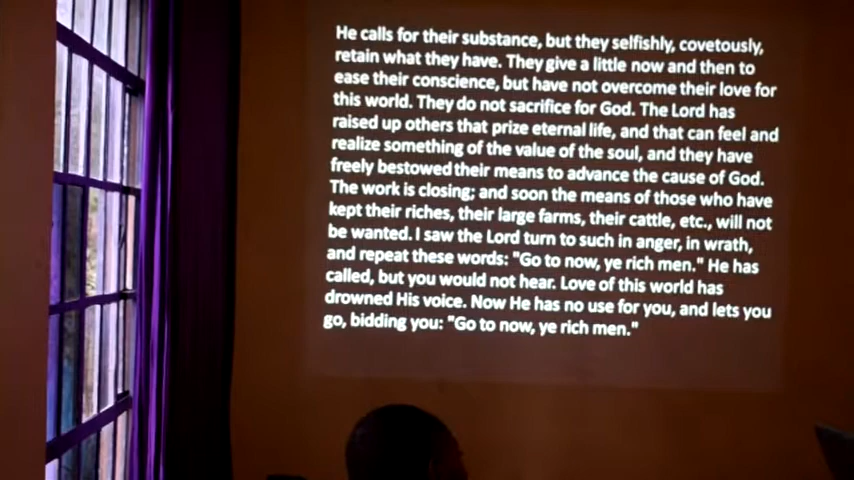 He calls for their substance, but they selfishly, covetously,
retain what they have. They give a little now and then to
ease their conscience, but have not overcome their love for
this world. They do not sacrifice for God. The Lord has
raised up others that prize eternal life, and that can feel and
realize something of the value of the soul, and they have
freely bestowed their means to advance the cause of God.
The work is closing; and soon the means of those who have
kept their riches, their large farms, their cattle, etc., will not
be wanted. I saw the Lord turn to such in anger, in wrath,
and repeat these words: "Go to now, ye rich men." He has
called, but you would not hear. Love of this world has
drowned His voice. Now He has no use for you, and lets you
go, bidding you: "Go to now, ye rich men."